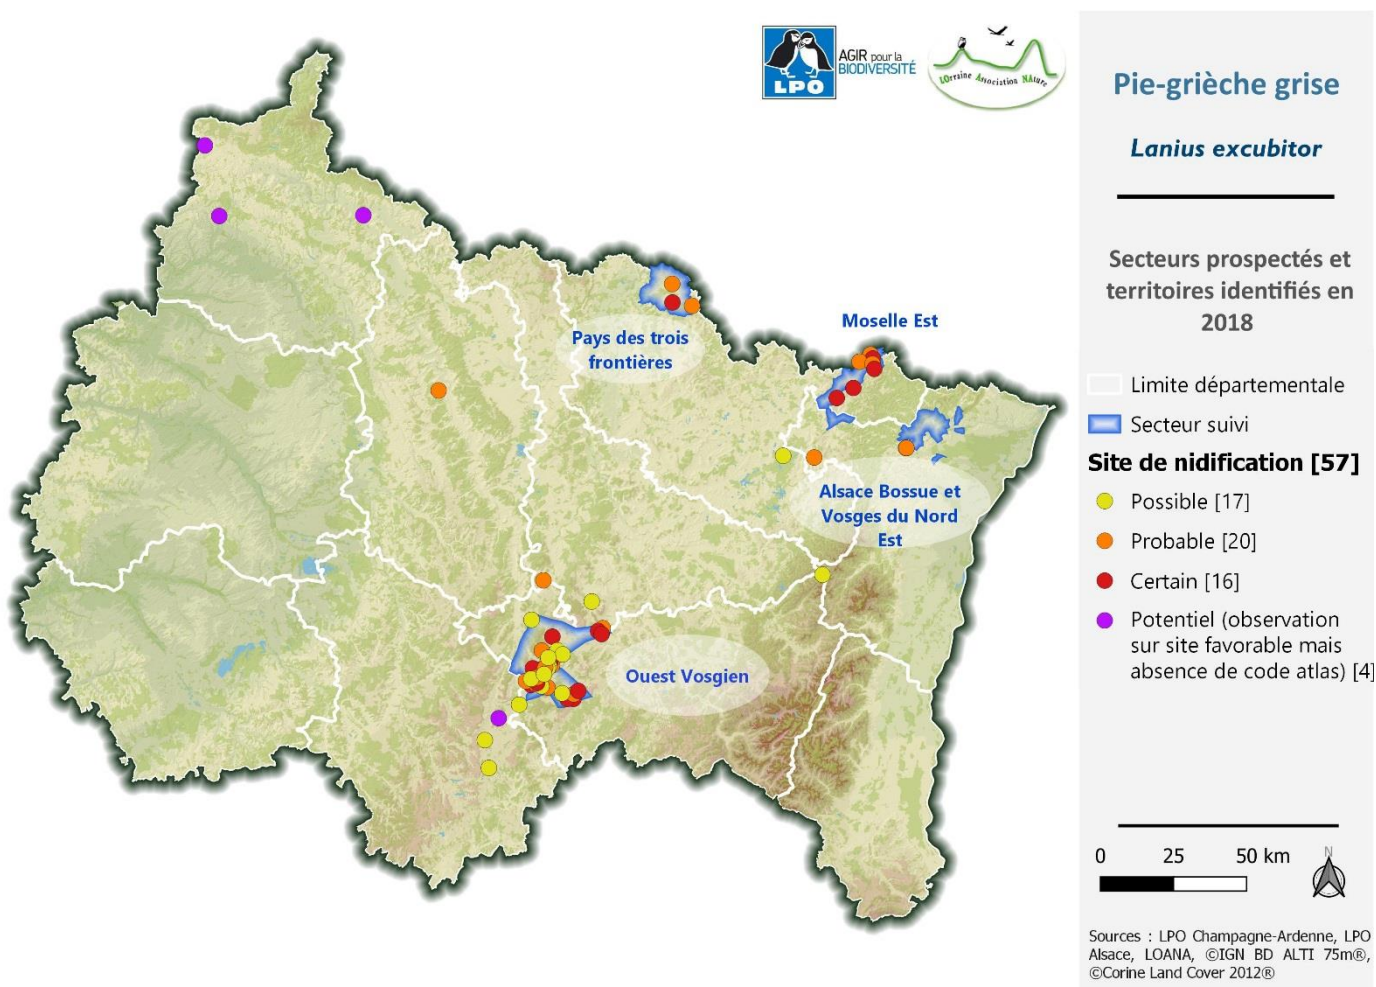 LPO
AGIR pour la
BIODIVERSITÉ
LOrraine Association NAture
Pie-grièche grise
Lanius excubitor
Secteurs prospectés et
territoires identifiés en
2018
Limite départementale
Secteur suivi
Site de nidification [57]
Possible [17]
Probable [20]
Certain [16]
Potentiel (observation
sur site favorable mais
absence de code atlas) [4]
0 25 50 km
N
Sources : LPO Champagne-Ardenne, LPO
Alsace, LOANA, ©IGN BD ALTI 75m®,
©Corine Land Cover 2012®
Pays des trois
frontières
Moselle Est
Alsace Bossue et
Vosges du Nord
Est
Ouest Vosgien